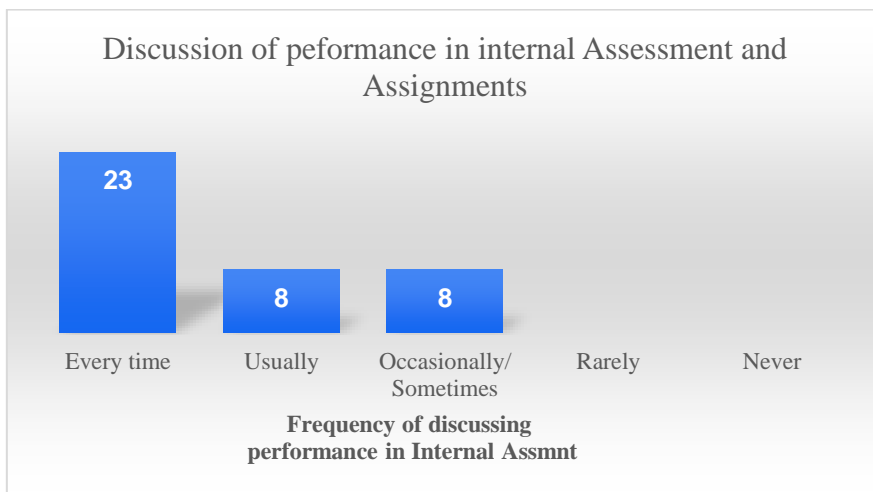 Discussion of peformance in internal Assessment and
Assignments
23
8
8
Every time
Usually
Occasionally/
Sometimes
Rarely
Never
Frequency of discussing
performance in Internal Assmnt